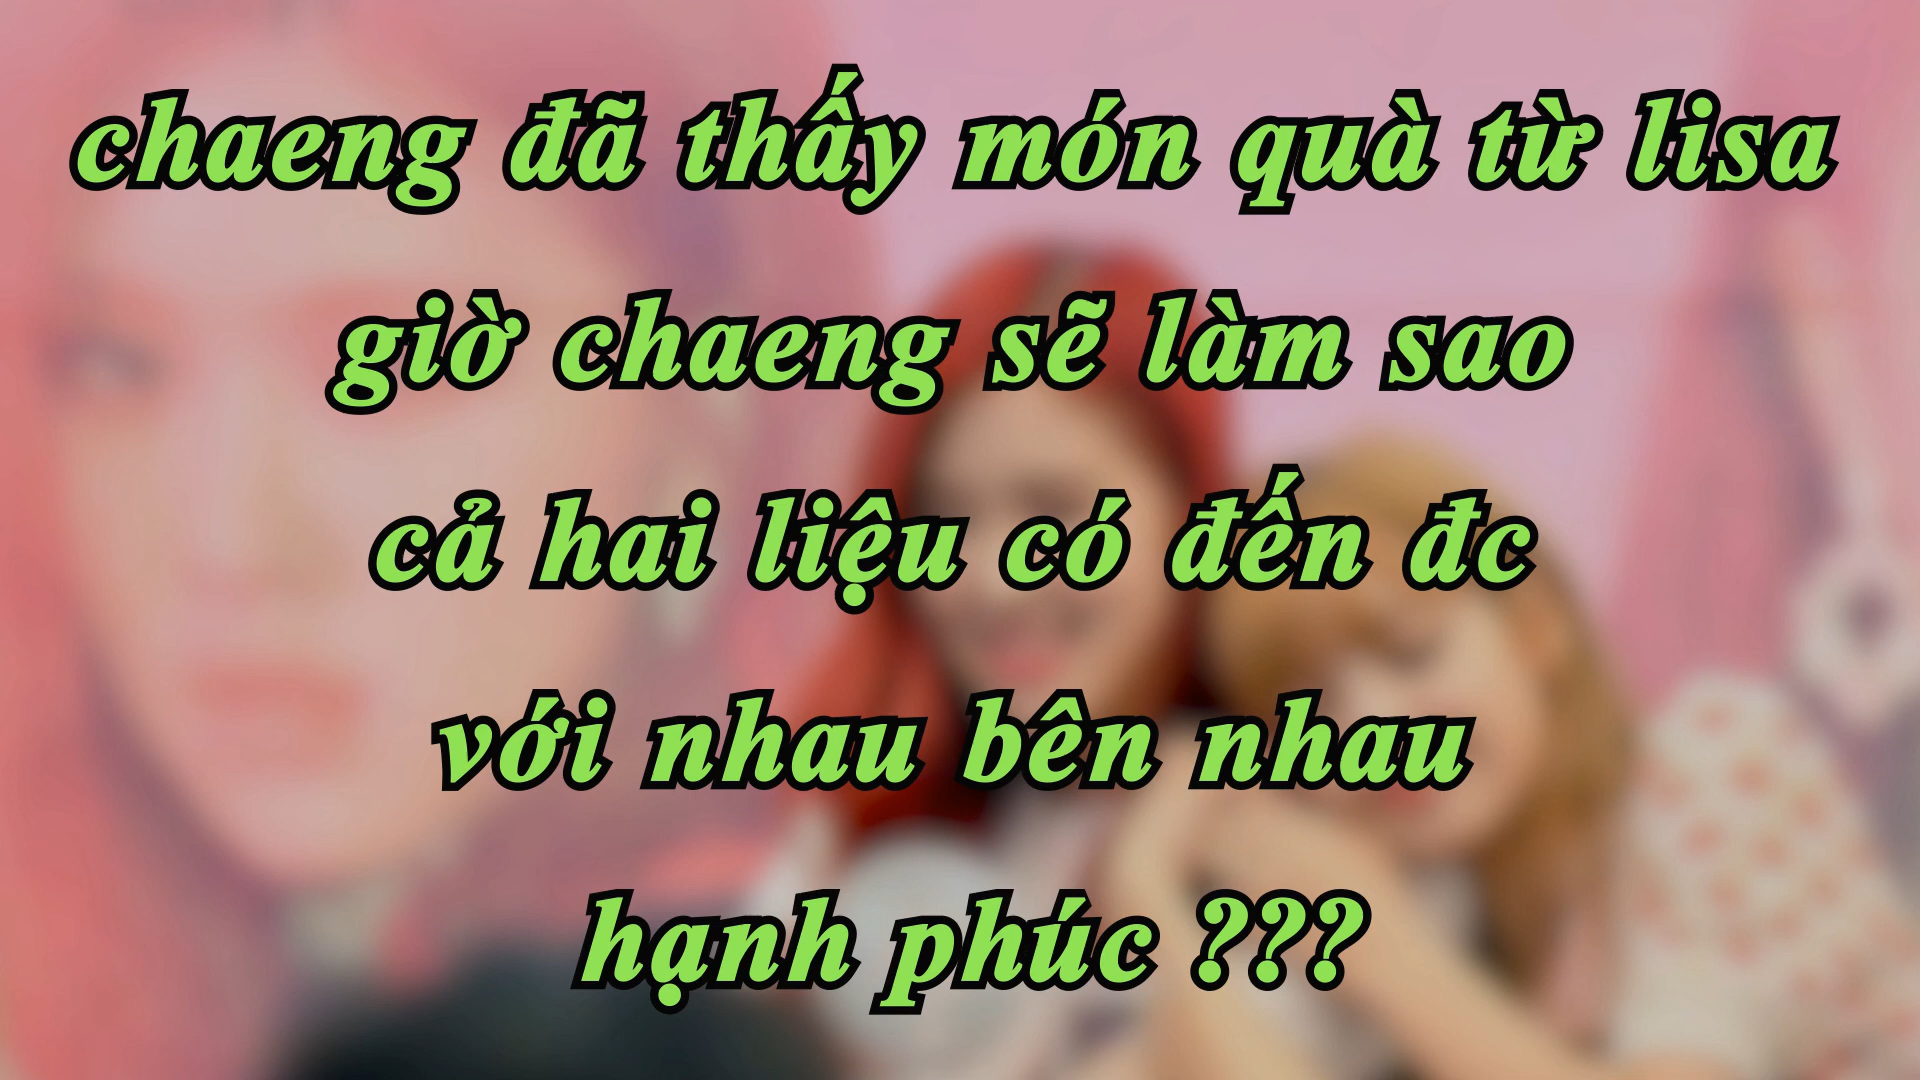 chaeng đã thấy món quà từ lisa
giờ chaeng sẽ làm sao
cả hai liệu có đến đc
với nhau bên nhau
hạnh phúc ???